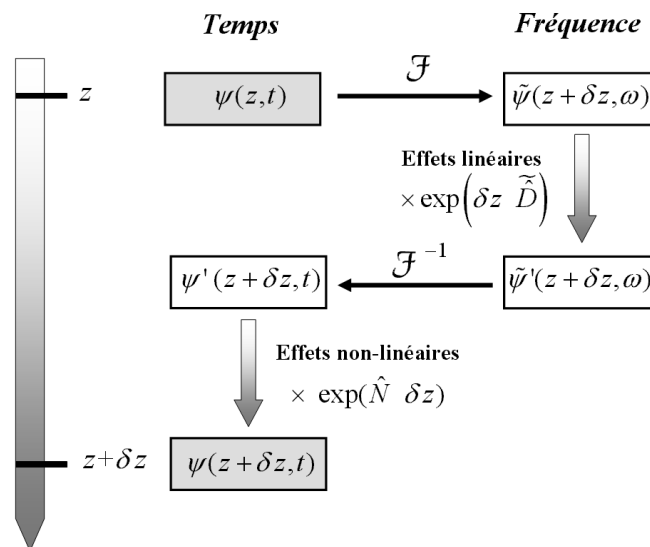 Temps Fréquence
z ψ(z,t) ℱ ψ̃(z + δz,ω)
Effets linéaires
× exp(δz D̂̃)
ψ'(z + δz,t) ℱ⁻¹ ψ̃'(z + δz,ω)
Effets non-linéaires
× exp(N̂ δz)
z+δz ψ(z + δz,t)